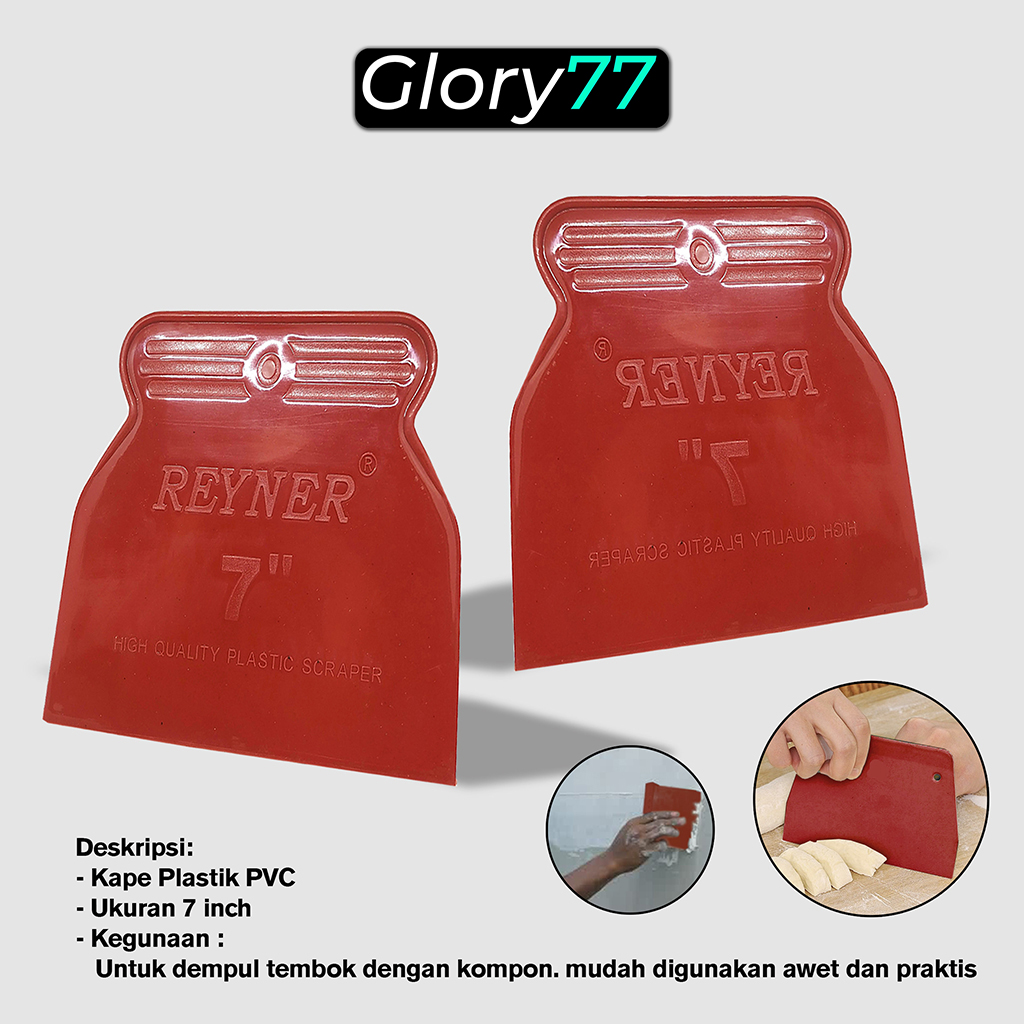 Glory77
REYNER ®
7"
HIGH QUALITY PLASTIC SCRAPER
REYNER ®
7"
HIGH QUALITY PLASTIC SCRAPER
Deskripsi:
- Kape Plastik PVC
- Ukuran 7 inch
- Kegunaan :
Untuk dempul tembok dengan kompon. mudah digunakan awet dan praktis